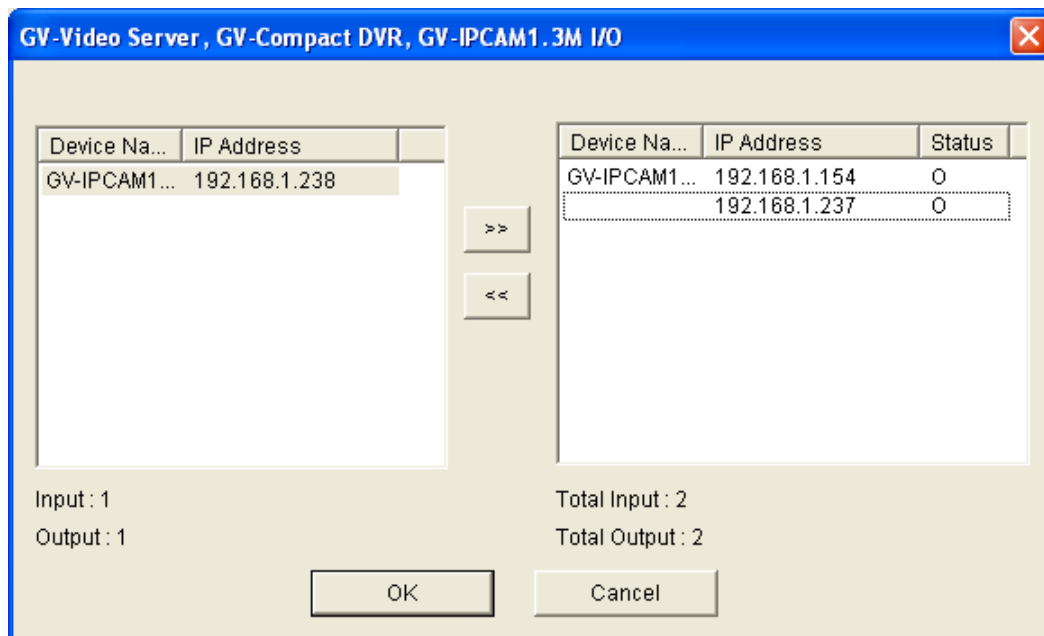 GV-Video Server, GV-Compact DVR, GV-IPCAM1.3M I/O
Device Na... IP Address
GV-IPCAM1... 192.168.1.238
>>
<<
Device Na... IP Address Status
GV-IPCAM1... 192.168.1.154 O
192.168.1.237 O
Input : 1
Output : 1
Total Input : 2
Total Output : 2
OK
Cancel